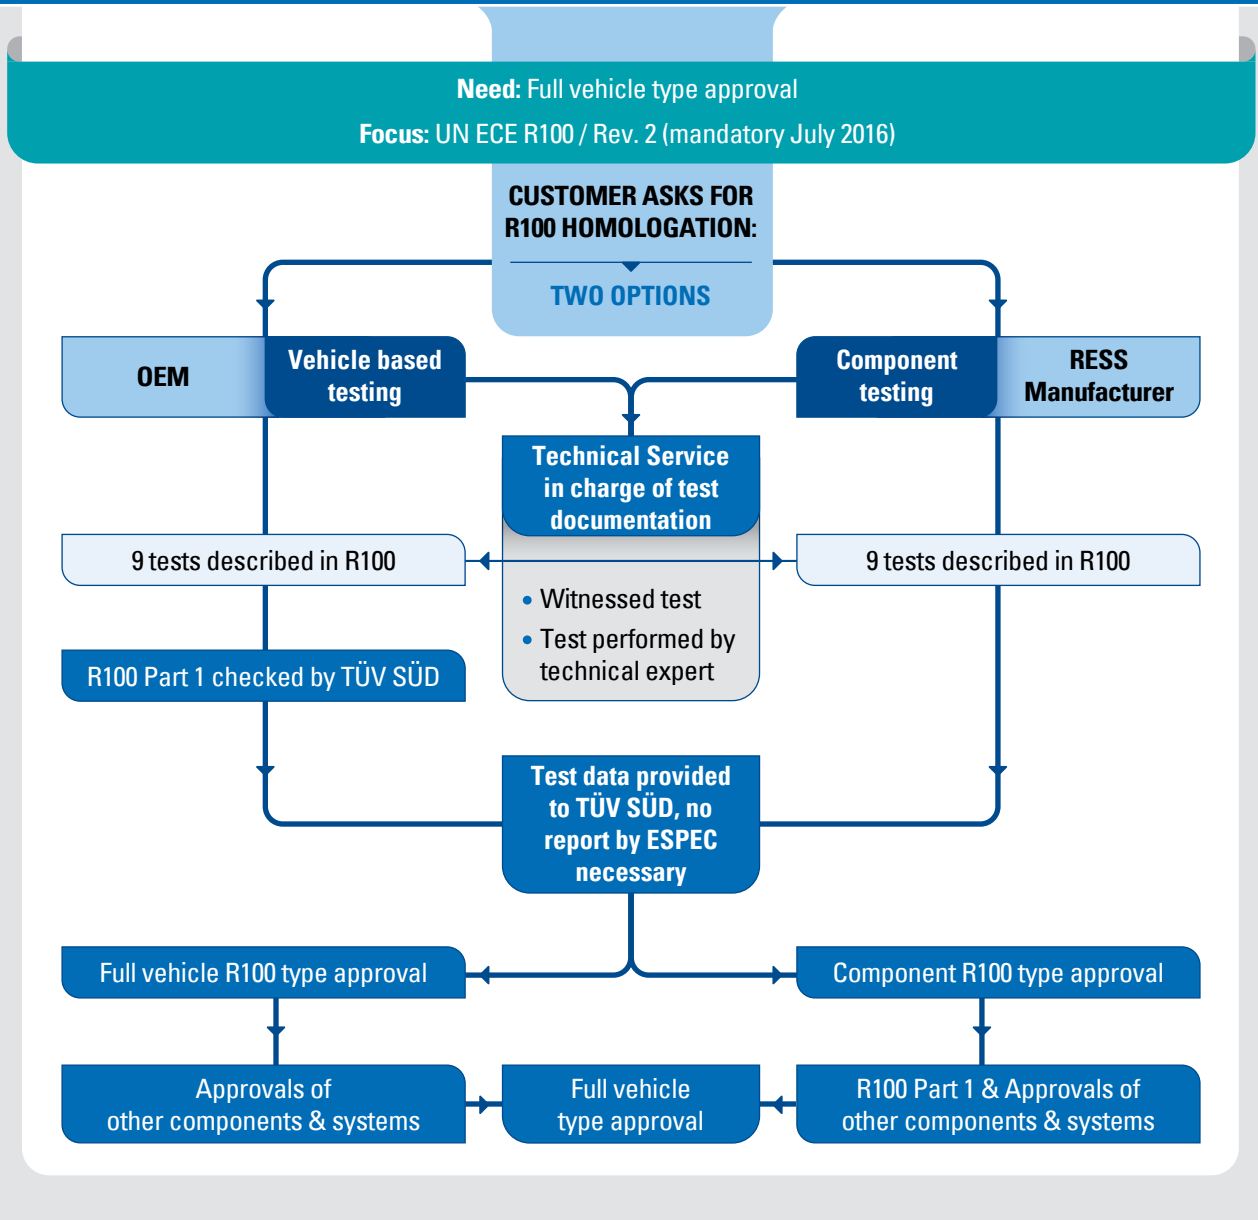 Need: Full vehicle type approval
Focus: UN ECE R100 / Rev. 2 (mandatory July 2016)
CUSTOMER ASKS FOR
R100 HOMOLOGATION:
TWO OPTIONS
OEM
Vehicle based
testing
Component
testing
RESS
Manufacturer
Technical Service
in charge of test
documentation
9 tests described in R100
9 tests described in R100
• Witnessed test
• Test performed by
technical expert
R100 Part 1 checked by TÜV SÜD
Test data provided
to TÜV SÜD, no
report by ESPEC
necessary
Full vehicle R100 type approval
Component R100 type approval
Approvals of
other components & systems
Full vehicle
type approval
R100 Part 1 & Approvals of
other components & systems